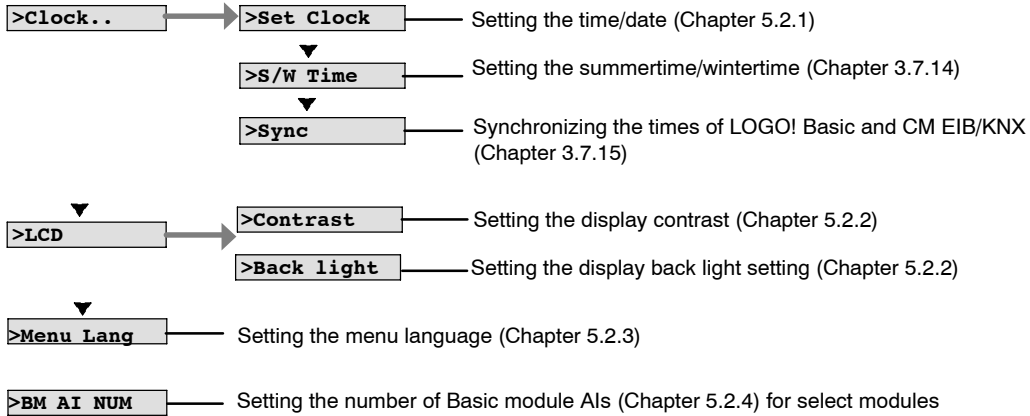 >Clock.. >Set Clock Setting the time/date (Chapter 5.2.1)
>S/W Time Setting the summertime/wintertime (Chapter 3.7.14)
>Sync Synchronizing the times of LOGO! Basic and CM EIB/KNX
(Chapter 3.7.15)
>LCD >Contrast Setting the display contrast (Chapter 5.2.2)
>Back light Setting the display back light setting (Chapter 5.2.2)
>Menu Lang Setting the menu language (Chapter 5.2.3)
>BM AI NUM Setting the number of Basic module AIs (Chapter 5.2.4) for select modules